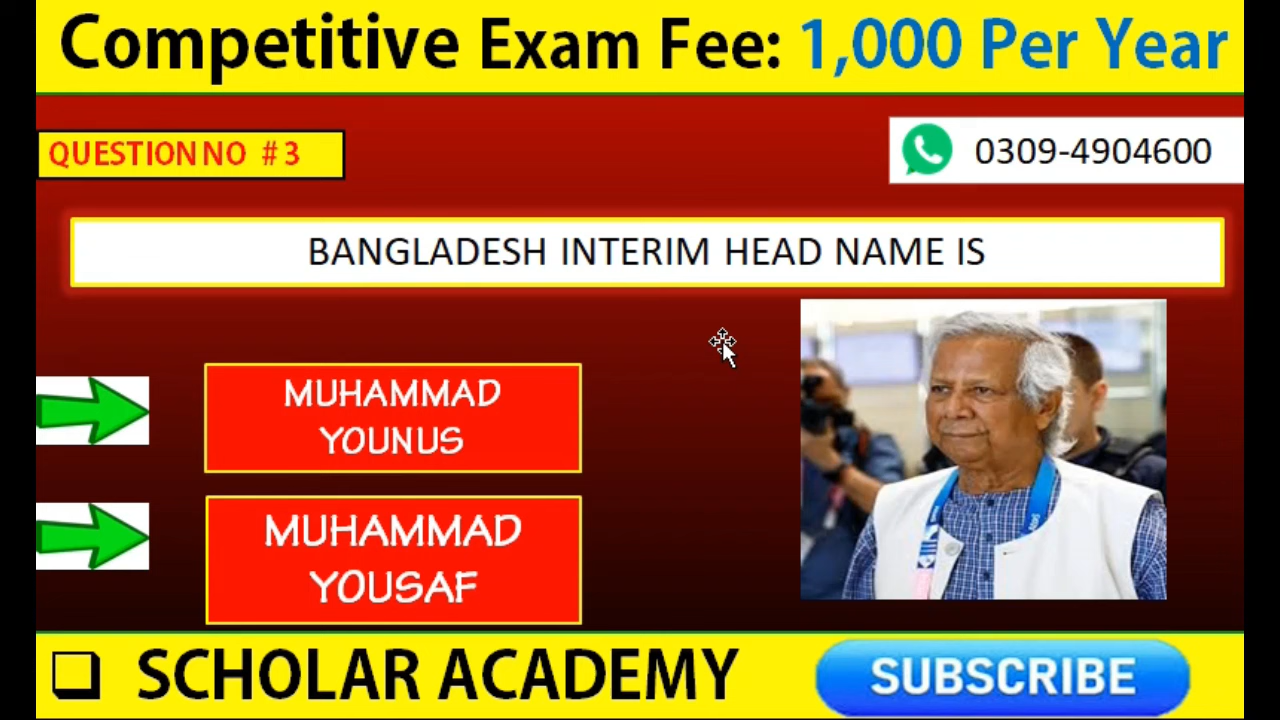 Competitive Exam Fee: 1,000 Per Year
QUESTION NO # 3
0309-4904600
BANGLADESH INTERIM HEAD NAME IS
MUHAMMAD
YOUNUS
MUHAMMAD
YOUSAF
SCHOLAR ACADEMY
SUBSCRIBE